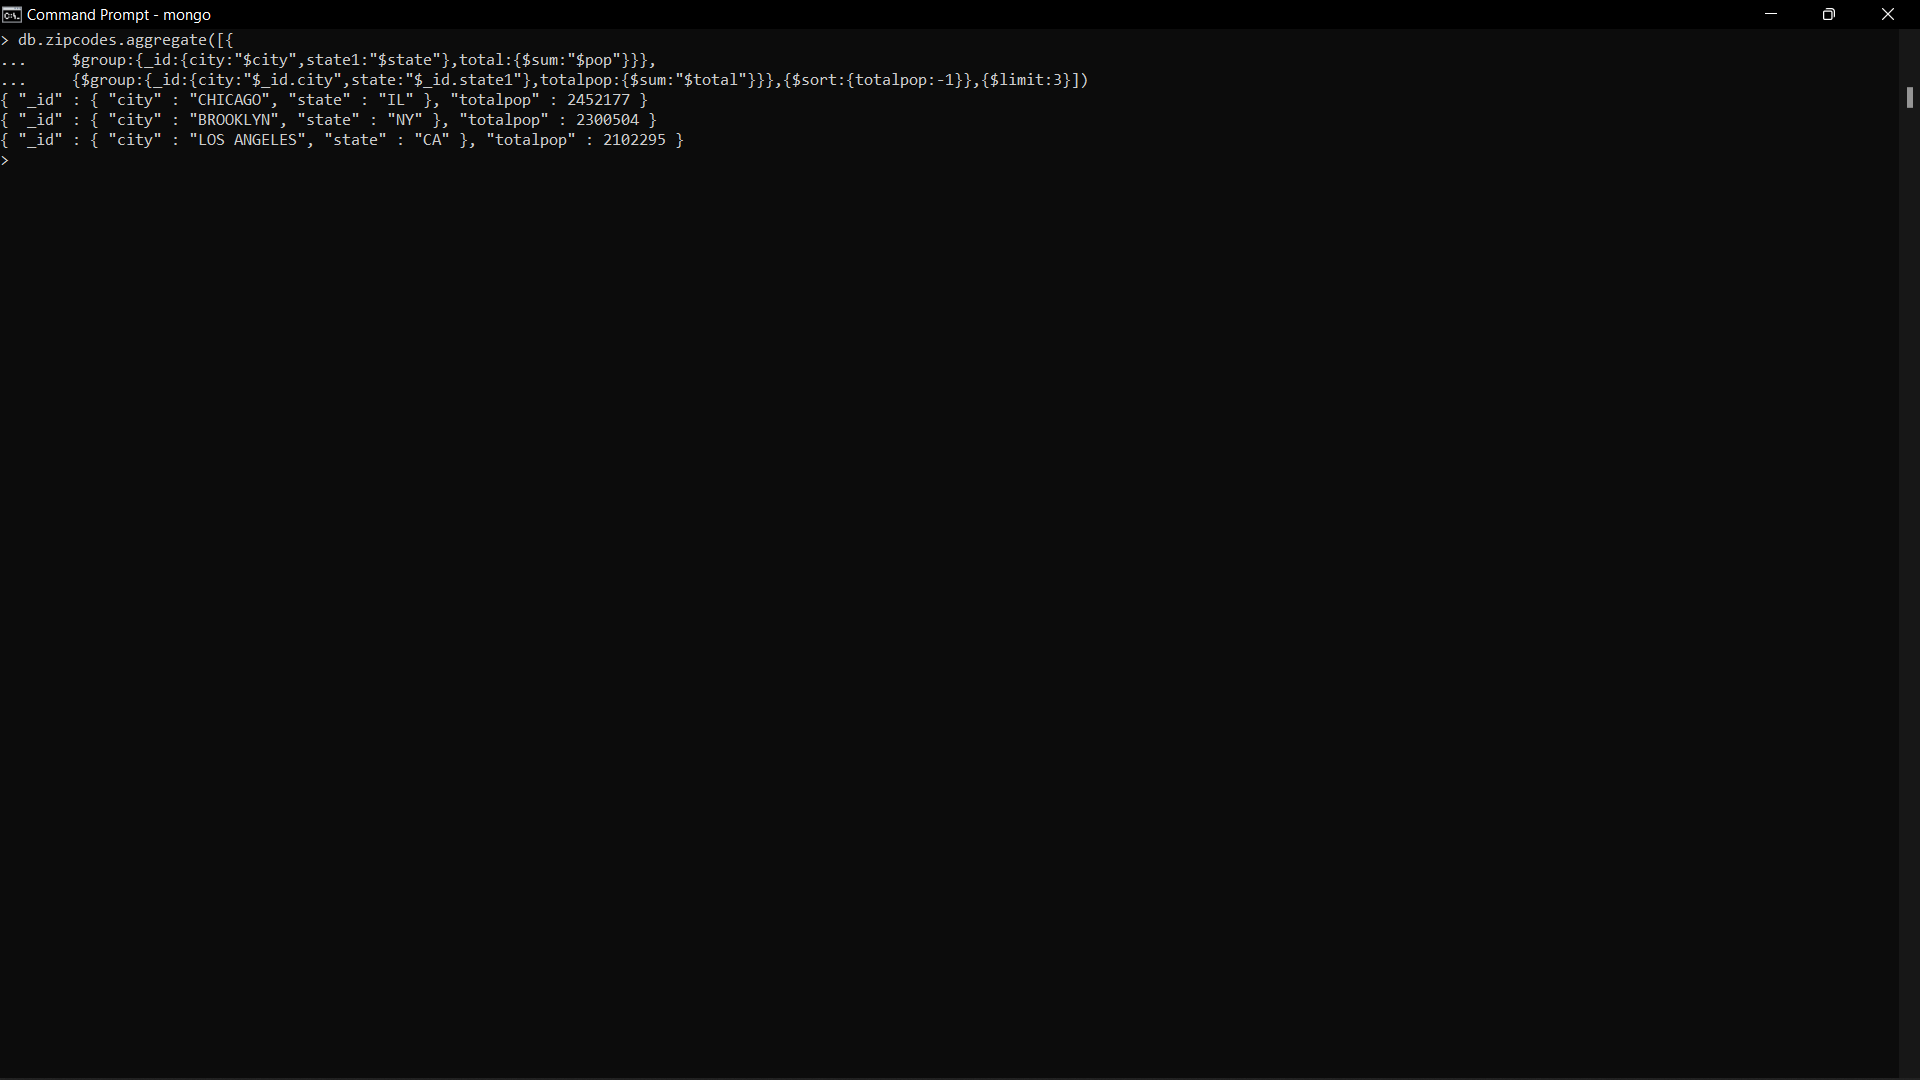 Command Prompt - mongo
> db.zipcodes.aggregate([{
...     $group:{_id:{city:"$city",state1:"$state"},total:{$sum:"$pop"}}},
...     {$group:{_id:{city:"$_id.city",state:"$_id.state1"},totalpop:{$sum:"$total"}}},{$sort:{totalpop:-1}},{$limit:3}])
{ "_id" : { "city" : "CHICAGO", "state" : "IL" }, "totalpop" : 2452177 }
{ "_id" : { "city" : "BROOKLYN", "state" : "NY" }, "totalpop" : 2300504 }
{ "_id" : { "city" : "LOS ANGELES", "state" : "CA" }, "totalpop" : 2102295 }
>